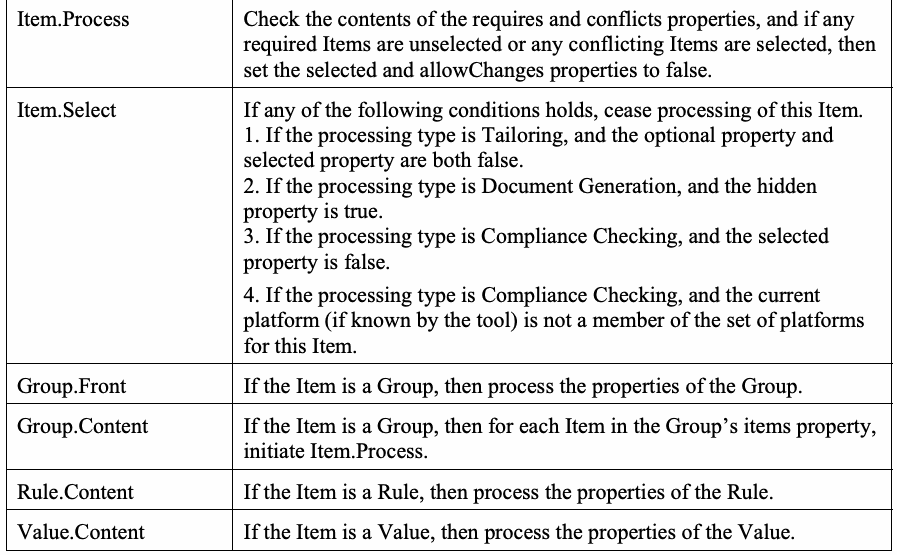 Item.Process
Check the contents of the requires and conflicts properties, and if any
required Items are unselected or any conflicting Items are selected, then
set the selected and allowChanges properties to false.
Item.Select
If any of the following conditions holds, cease processing of this Item.
1. If the processing type is Tailoring, and the optional property and
selected property are both false.
2. If the processing type is Document Generation, and the hidden
property is true.
3. If the processing type is Compliance Checking, and the selected
property is false.
4. If the processing type is Compliance Checking, and the current
platform (if known by the tool) is not a member of the set of platforms
for this Item.
Group.Front
If the Item is a Group, then process the properties of the Group.
Group.Content
If the Item is a Group, then for each Item in the Group’s items property,
initiate Item.Process.
Rule.Content
If the Item is a Rule, then process the properties of the Rule.
Value.Content
If the Item is a Value, then process the properties of the Value.